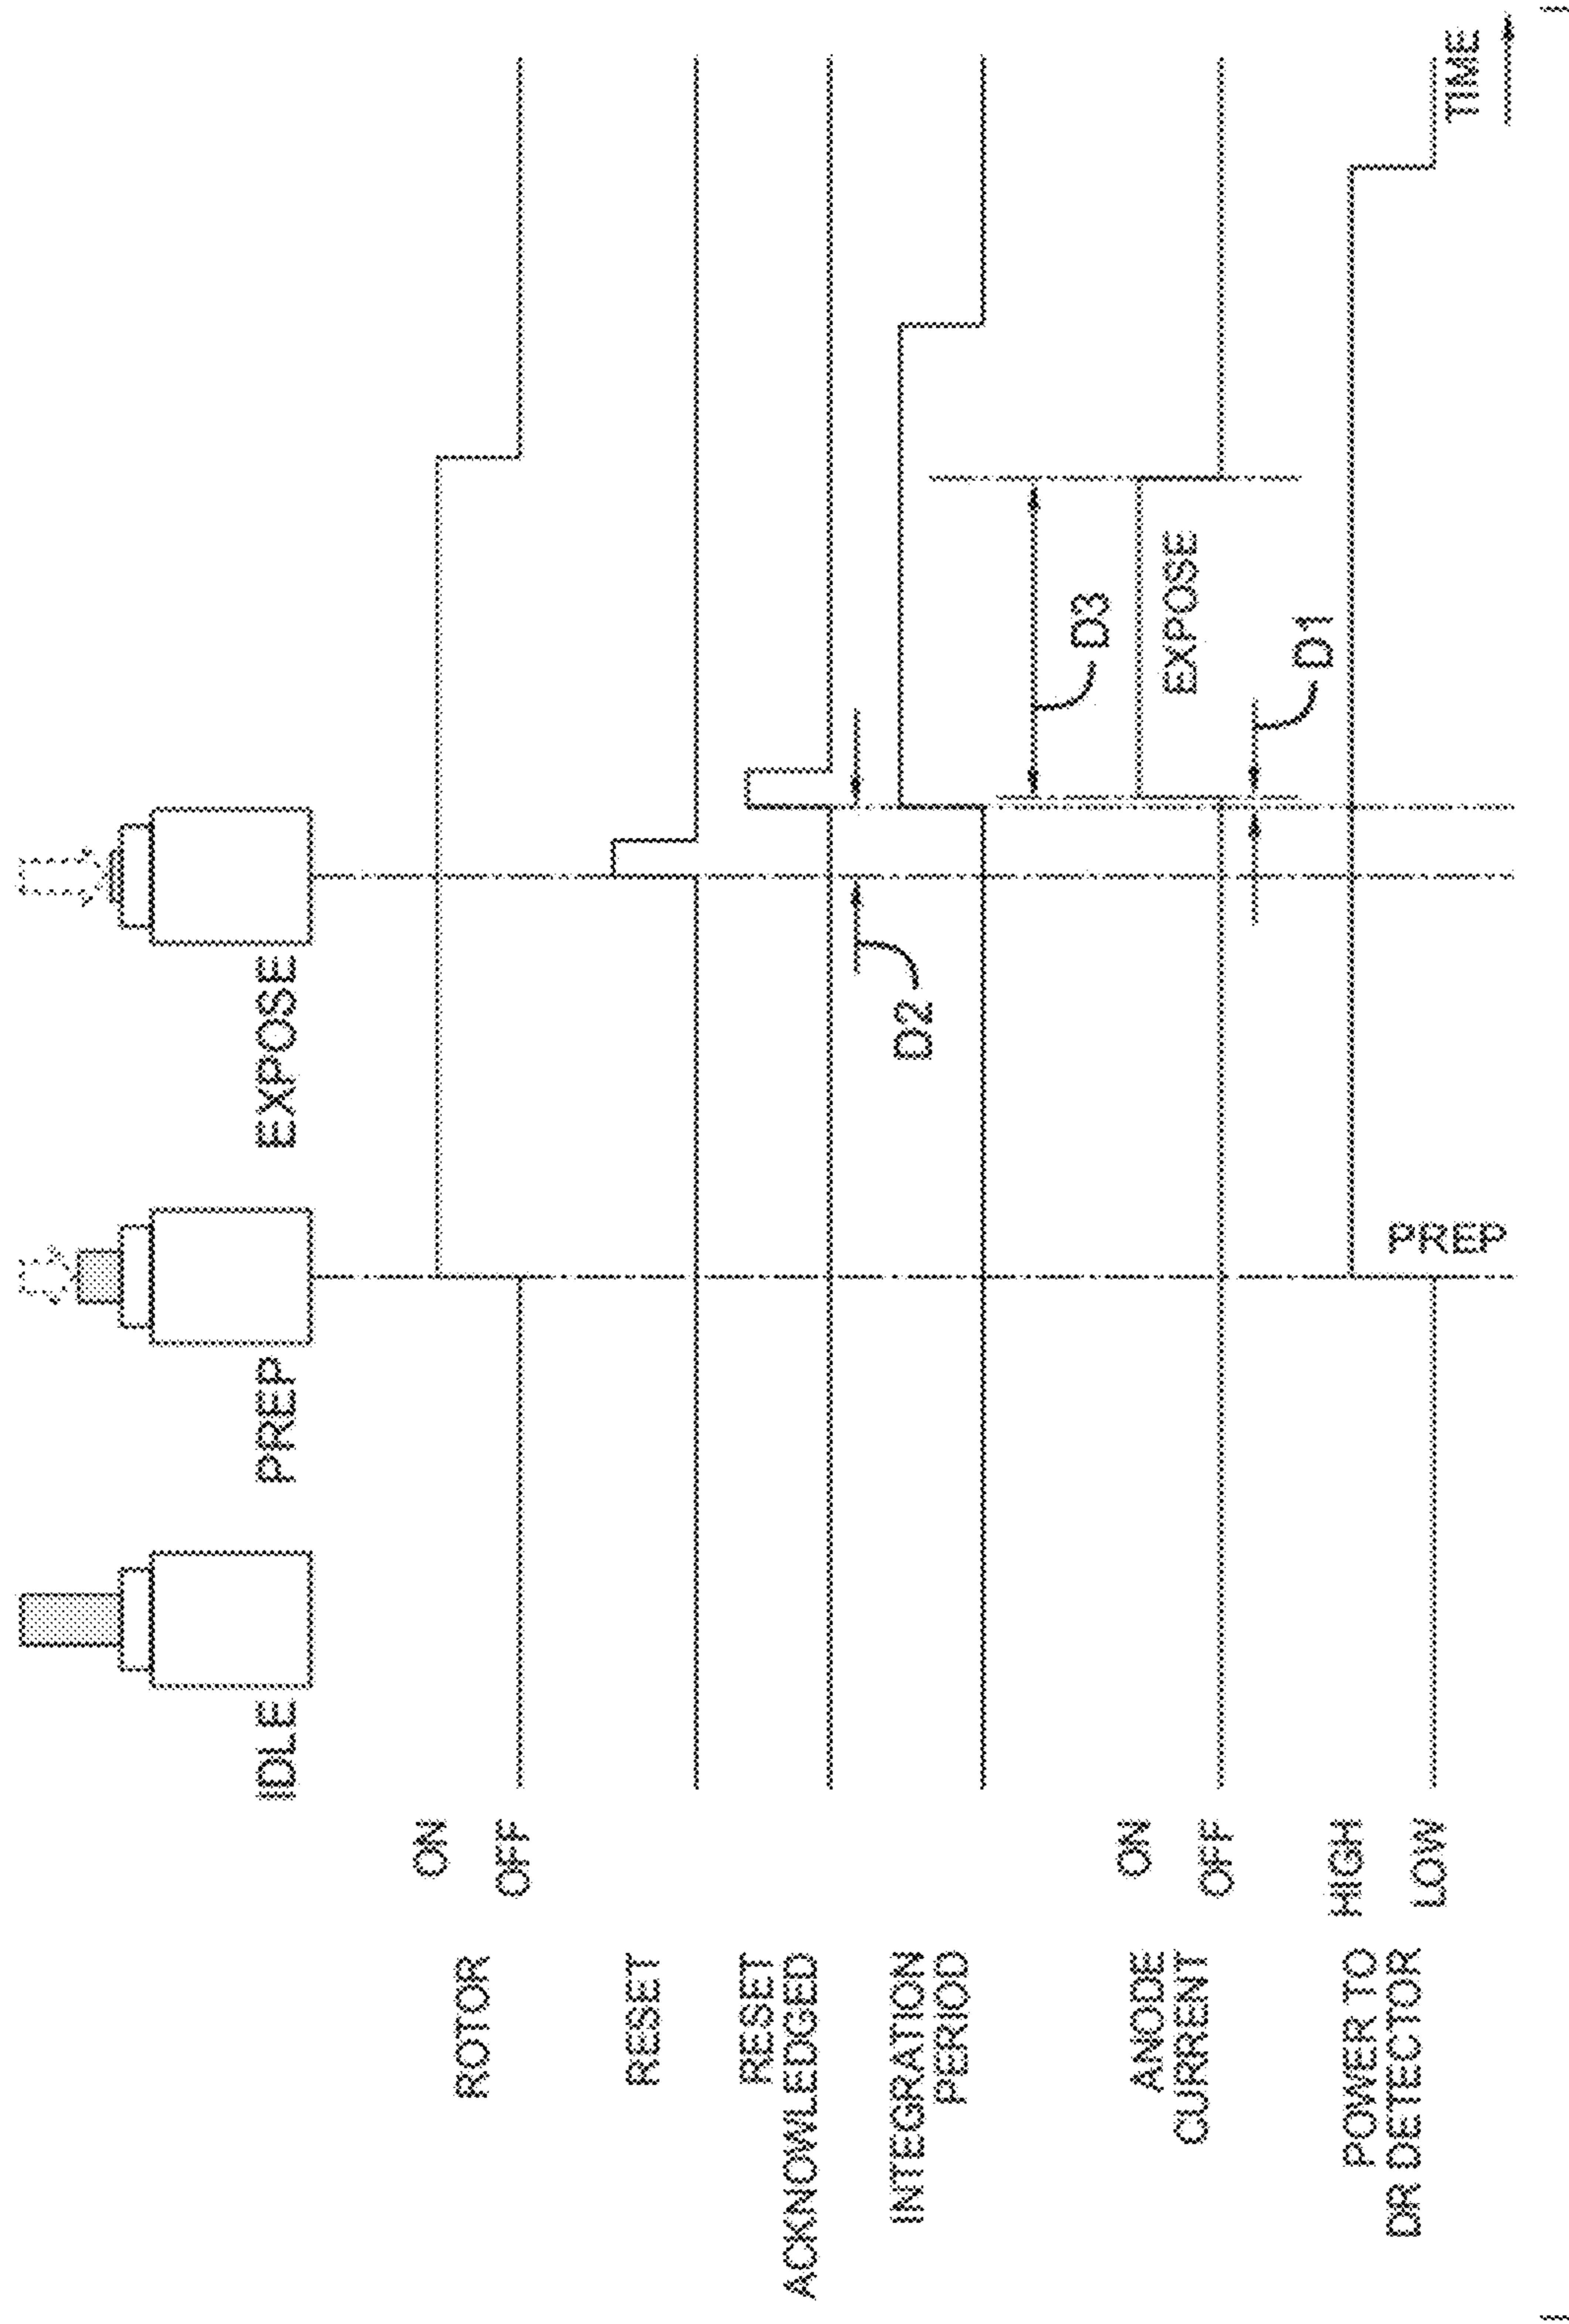 IDLE
PREP
EXPOSE
ROTOR
ON
OFF
RESET
RESET
ACKNOWLEDGED
D2
INTEGRATION
PERIOD
D3
ANODE
CURRENT
ON
OFF
EXPOSE
D1
POWER TO
DR DETECTOR
HIGH
LOW
PREP
TIME